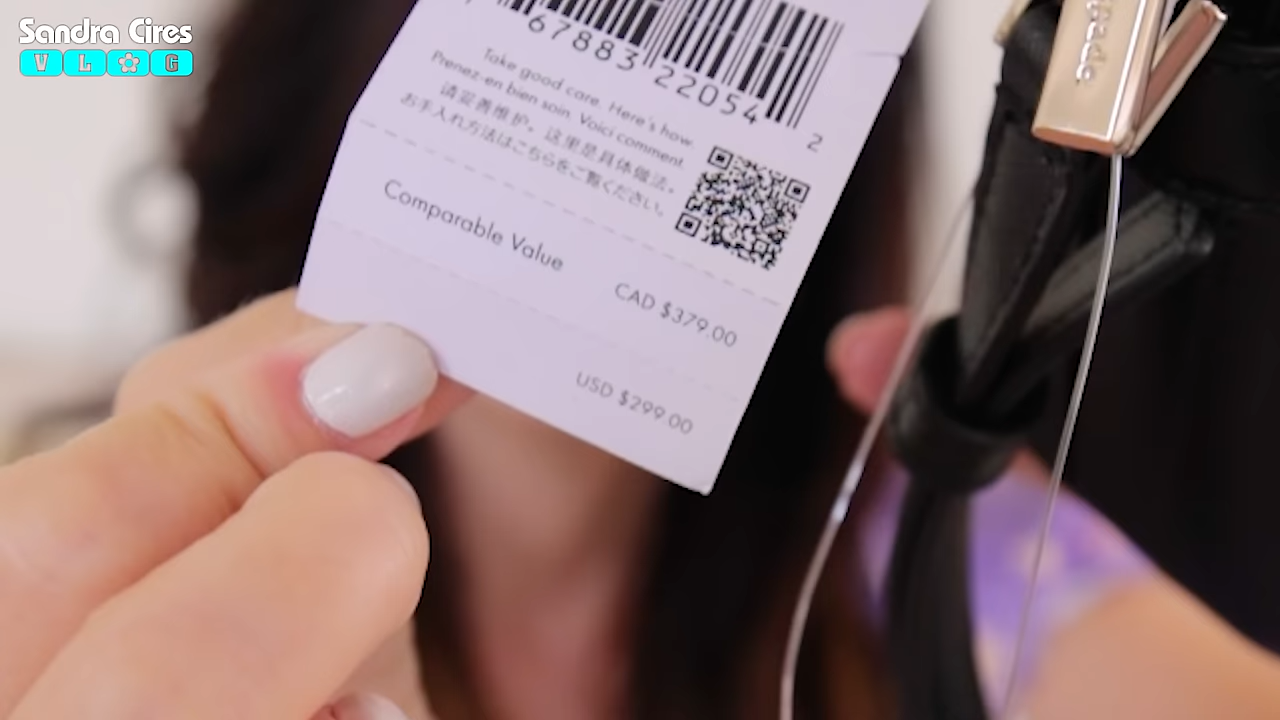 Sandra Cires
VLOG
67883 22054 2
Take good care. Here's how.
Prenez-en bien soin. Voici comment.
请妥善维护。这里是具体做法。
お手入れ方法はこちらをご覧ください。
Comparable Value
CAD $379.00
USD $299.00
spade